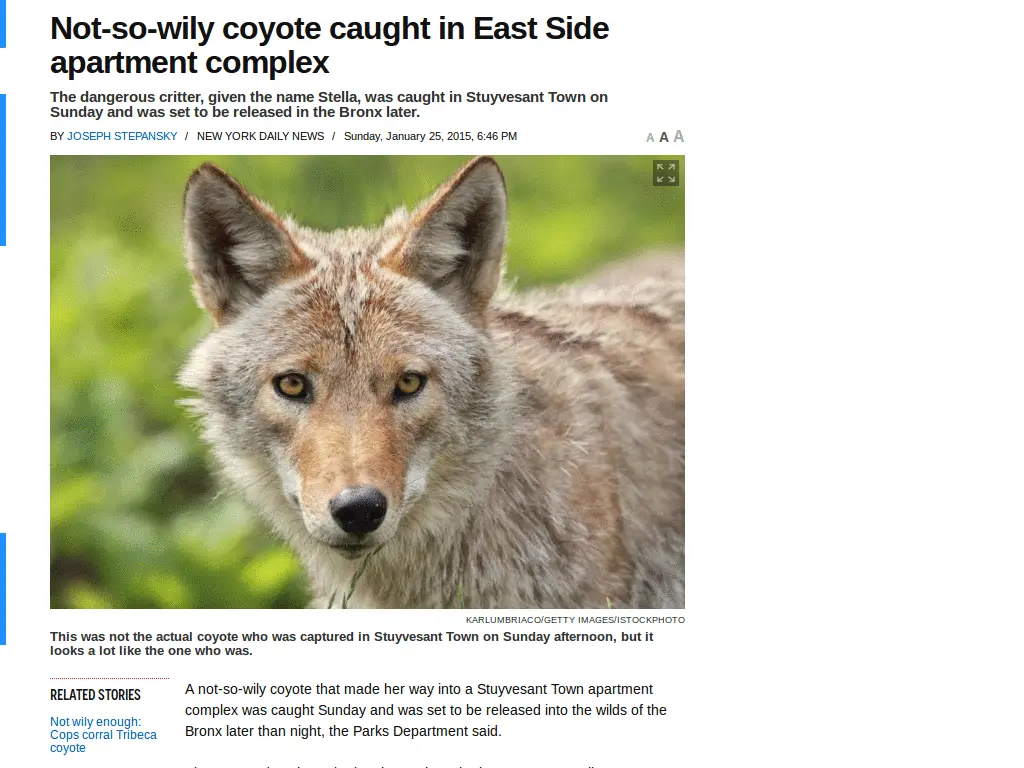 Not-so-wily coyote caught in East Side
apartment complex
The dangerous critter, given the name Stella, was caught in Stuyvesant Town on
Sunday and was set to be released in the Bronx later.
BY JOSEPH STEPANSKY / NEW YORK DAILY NEWS / Sunday, January 25, 2015, 6:46 PM
A A A
KARLUMBRIACO/GETTY IMAGES/ISTOCKPHOTO
This was not the actual coyote who was captured in Stuyvesant Town on Sunday afternoon, but it
looks a lot like the one who was.
RELATED STORIES
Not wily enough:
Cops corral Tribeca
coyote
A not-so-wily coyote that made her way into a Stuyvesant Town apartment
complex was caught Sunday and was set to be released into the wilds of the
Bronx later than night, the Parks Department said.